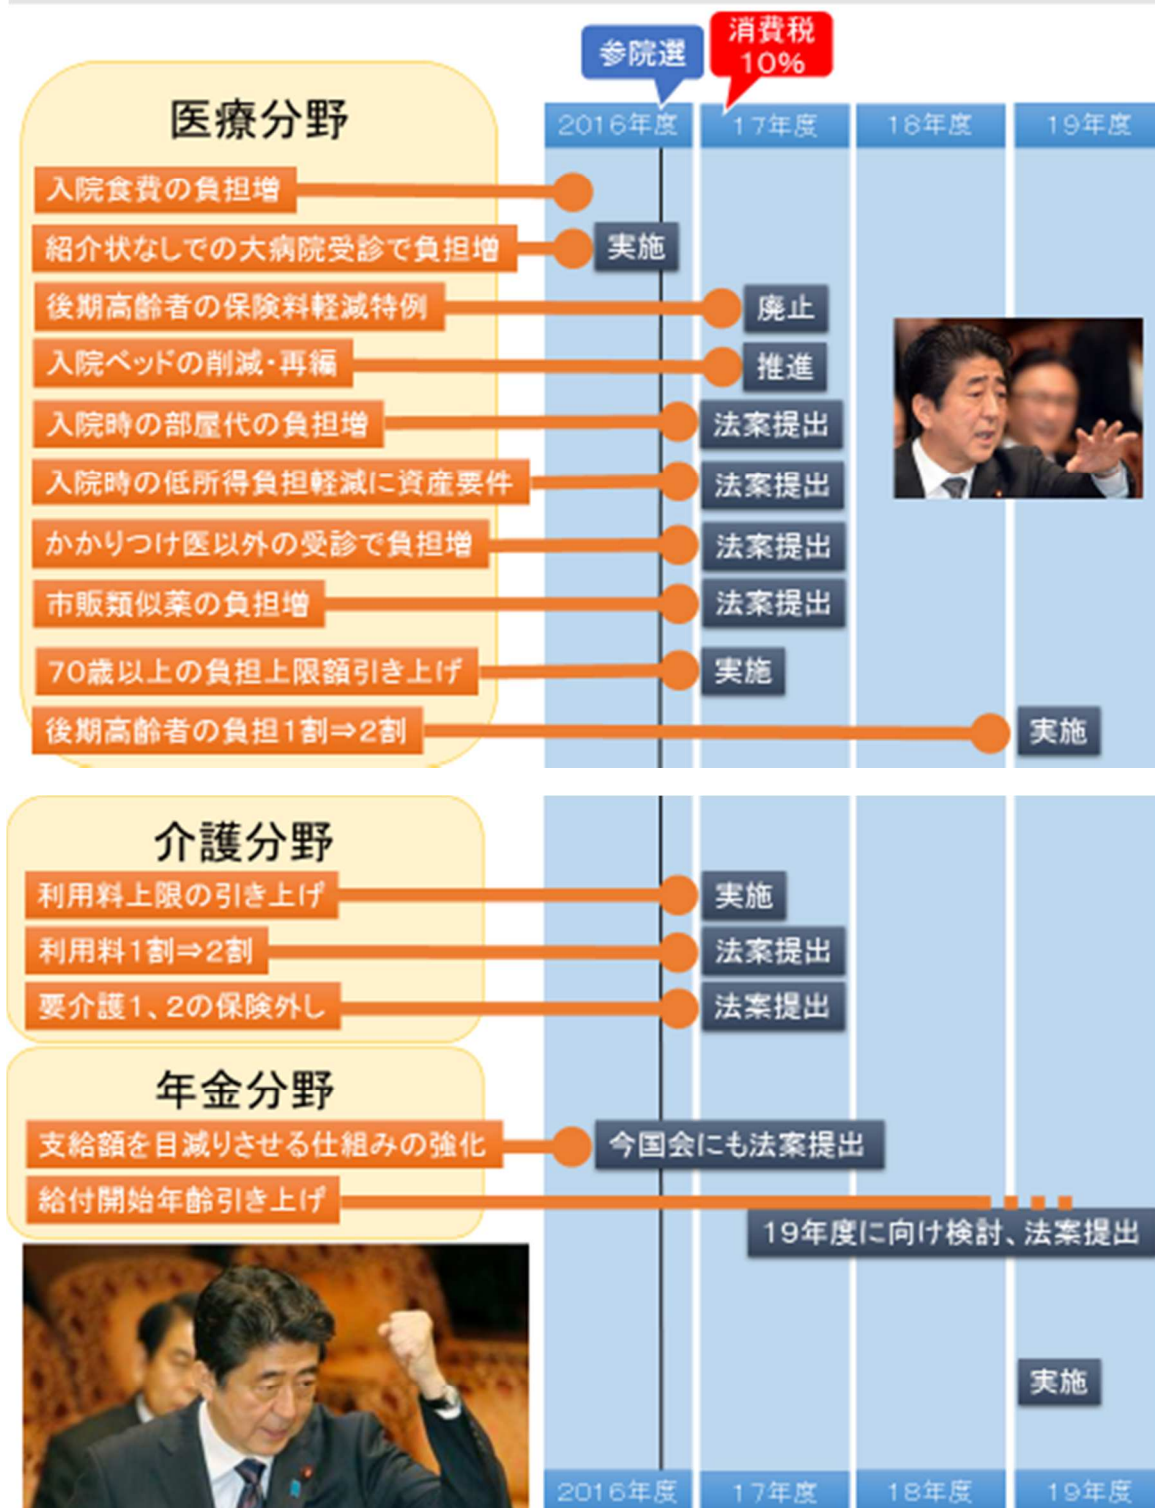 参院選
消費税
10%
医療分野
2016年度
17年度
18年度
19年度
入院食費の負担増
紹介状なしでの大病院受診で負担増
実施
後期高齢者の保険料軽減特例
廃止
入院ベッドの削減・再編
推進
入院時の部屋代の負担増
法案提出
入院時の低所得負担軽減に資産要件
法案提出
かかりつけ医以外の受診で負担増
法案提出
市販類似薬の負担増
法案提出
70歳以上の負担上限額引き上げ
実施
後期高齢者の負担1割⇒2割
実施
介護分野
利用料上限の引き上げ
実施
利用料1割⇒2割
法案提出
要介護1、2の保険外し
法案提出
年金分野
支給額を目減りさせる仕組みの強化
今国会にも法案提出
給付開始年齢引き上げ
19年度に向け検討、法案提出
実施
2016年度
17年度
18年度
19年度